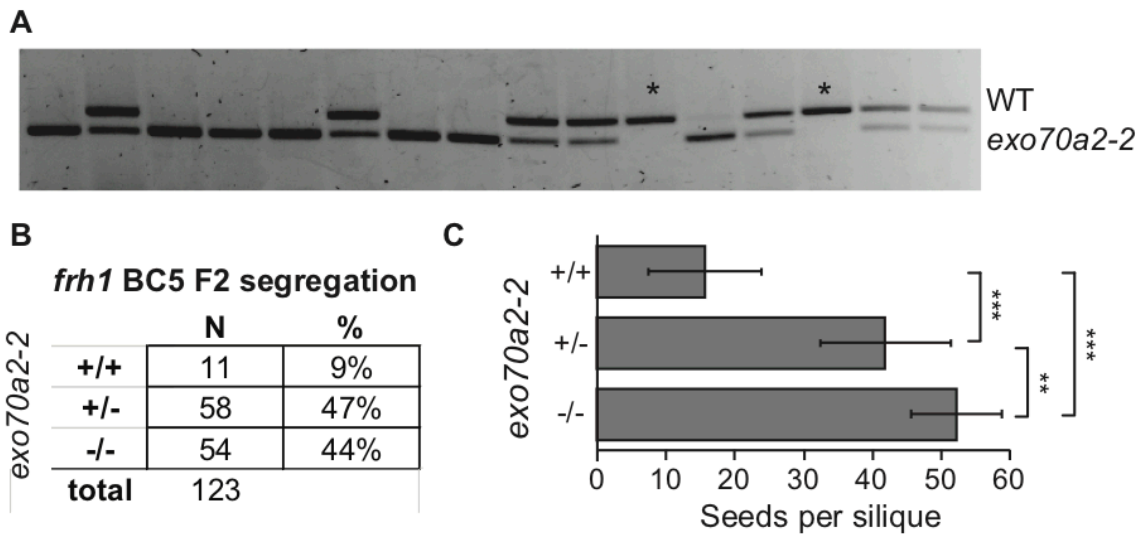 A
* *
WT
exo70a2-2
B
frh1 BC5 F2 segregation
N %
exo70a2-2
+/+ 11 9%
+/- 58 47%
-/- 54 44%
total 123
C
exo70a2-2
+/+
+/-
-/-
***
**
***
0 10 20 30 40 50 60
Seeds per silique